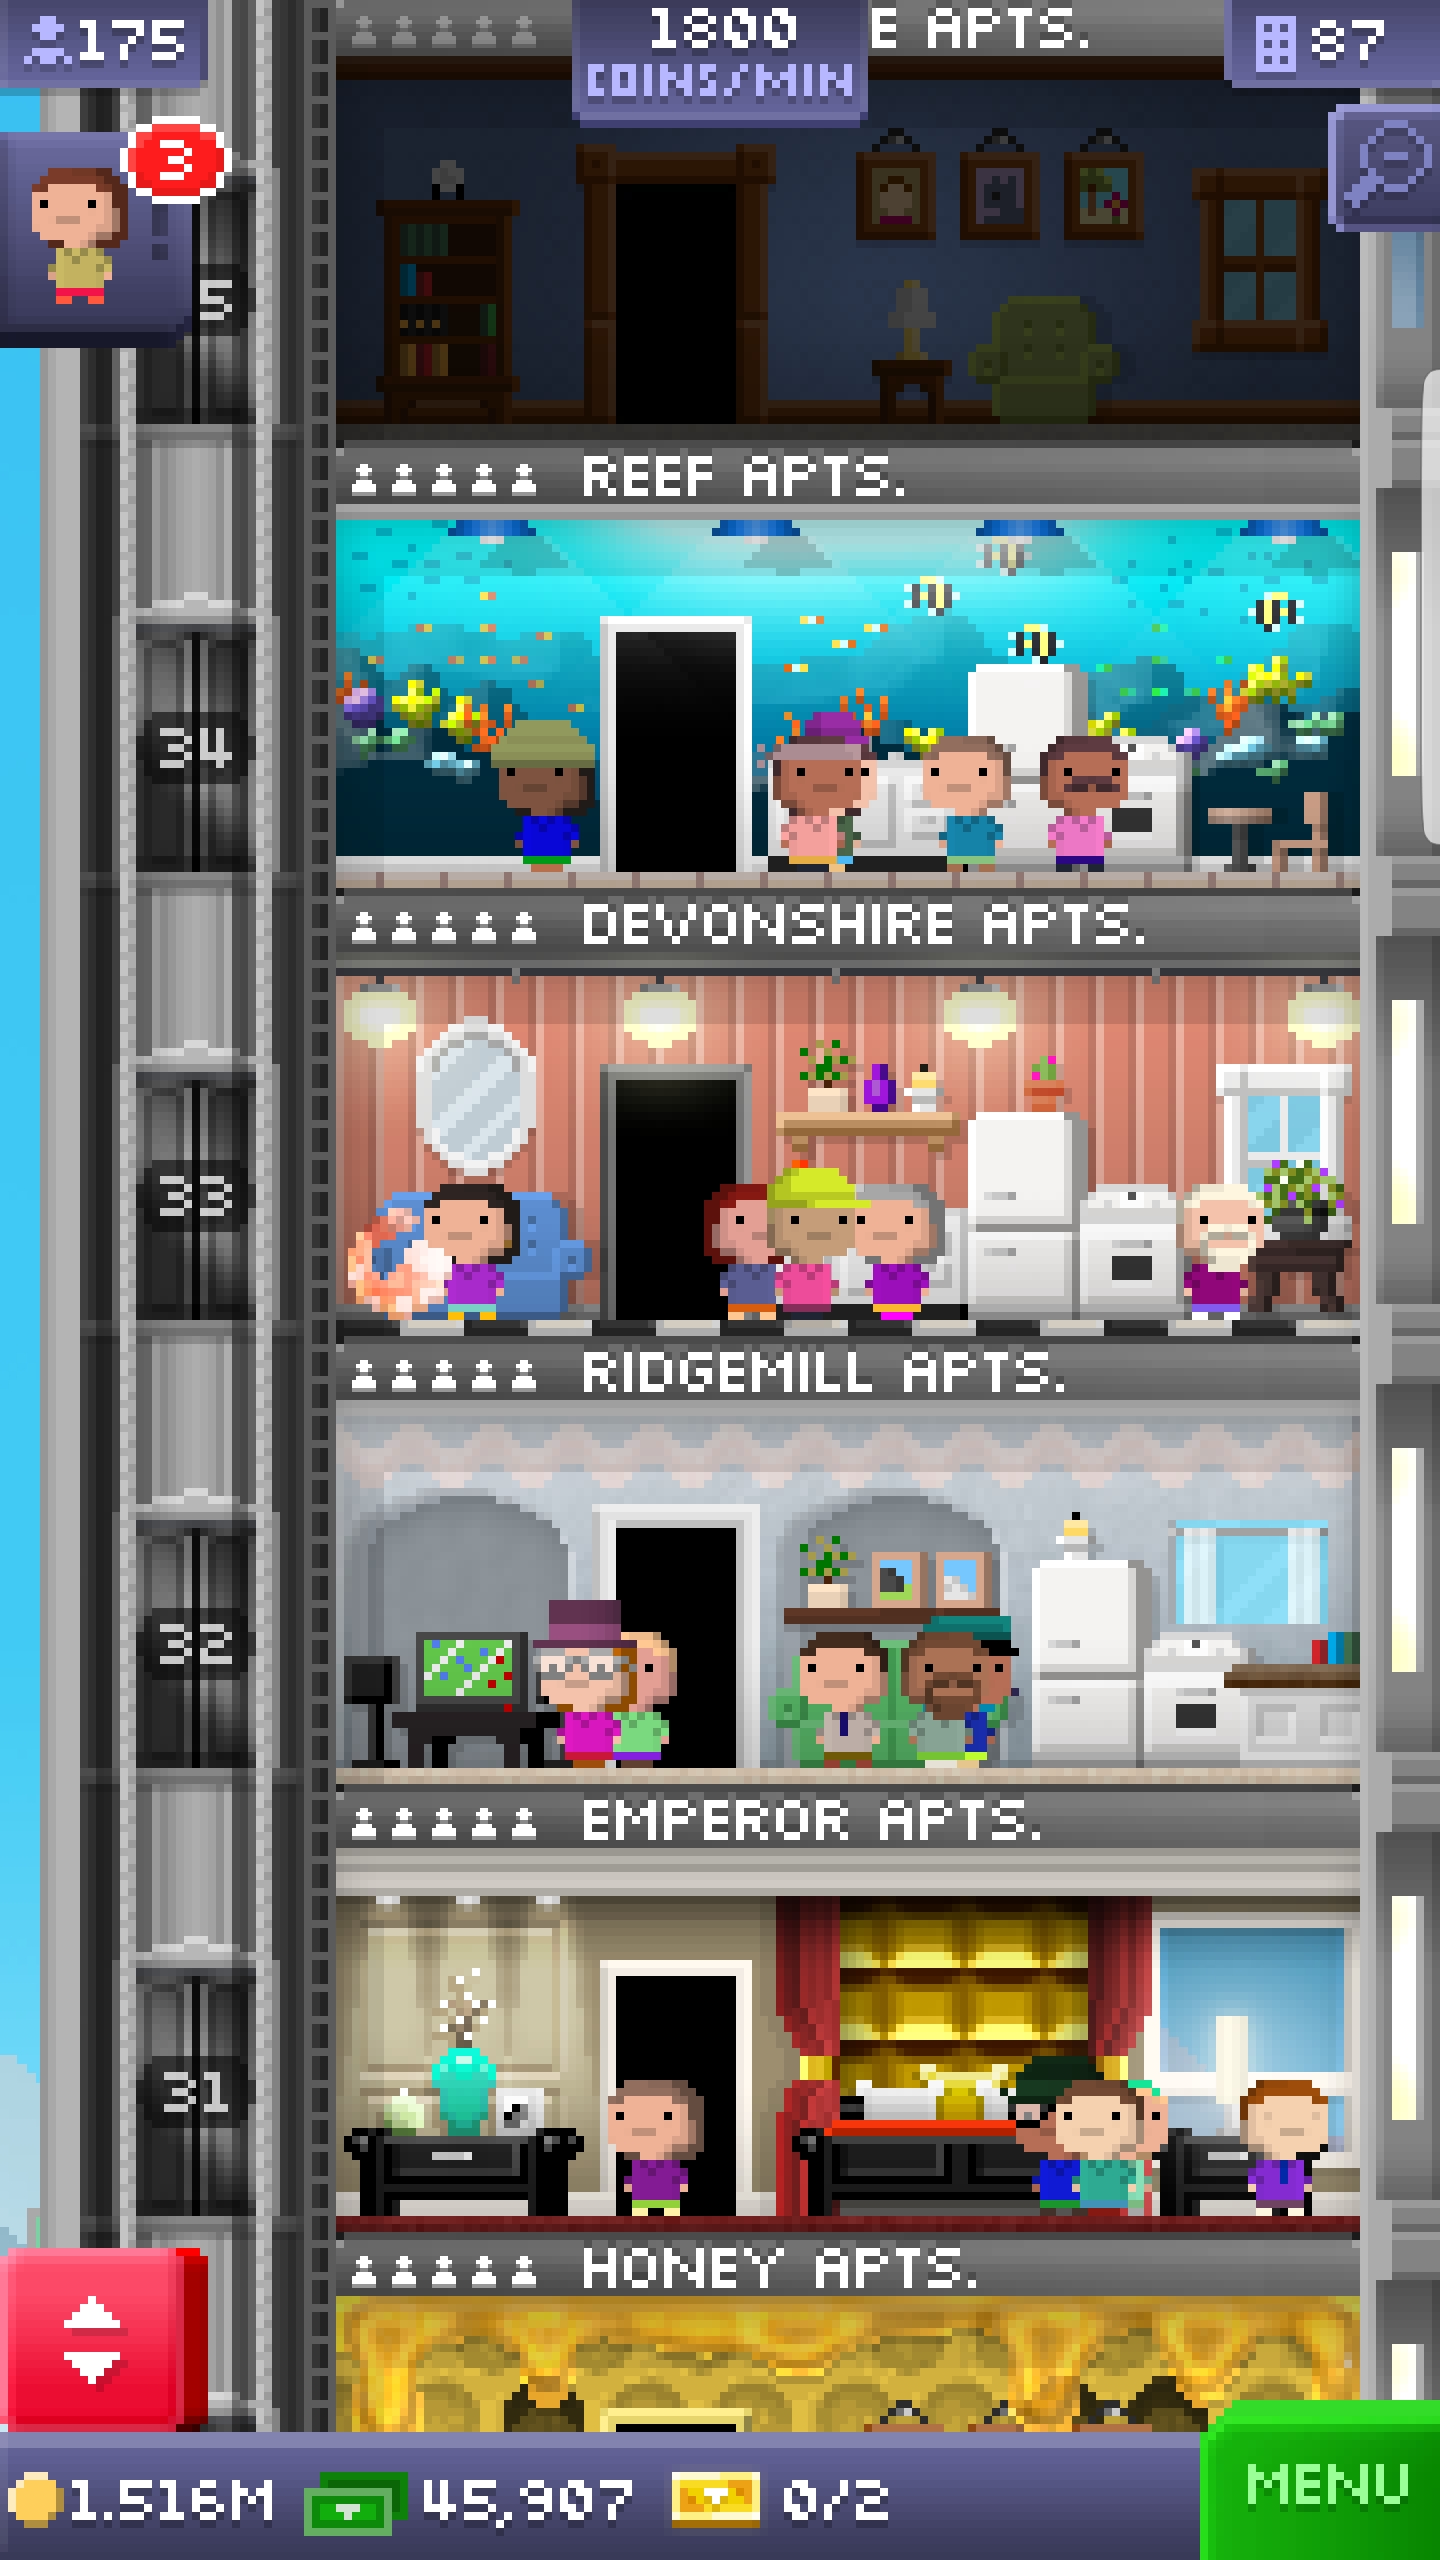 175
1800
COINS/MIN
E APTS.
87
3
5
REEF APTS.
34
DEVONSHIRE APTS.
33
RIDGEMILL APTS.
32
EMPEROR APTS.
31
HONEY APTS.
1.516M 45,907 0/2
MENU